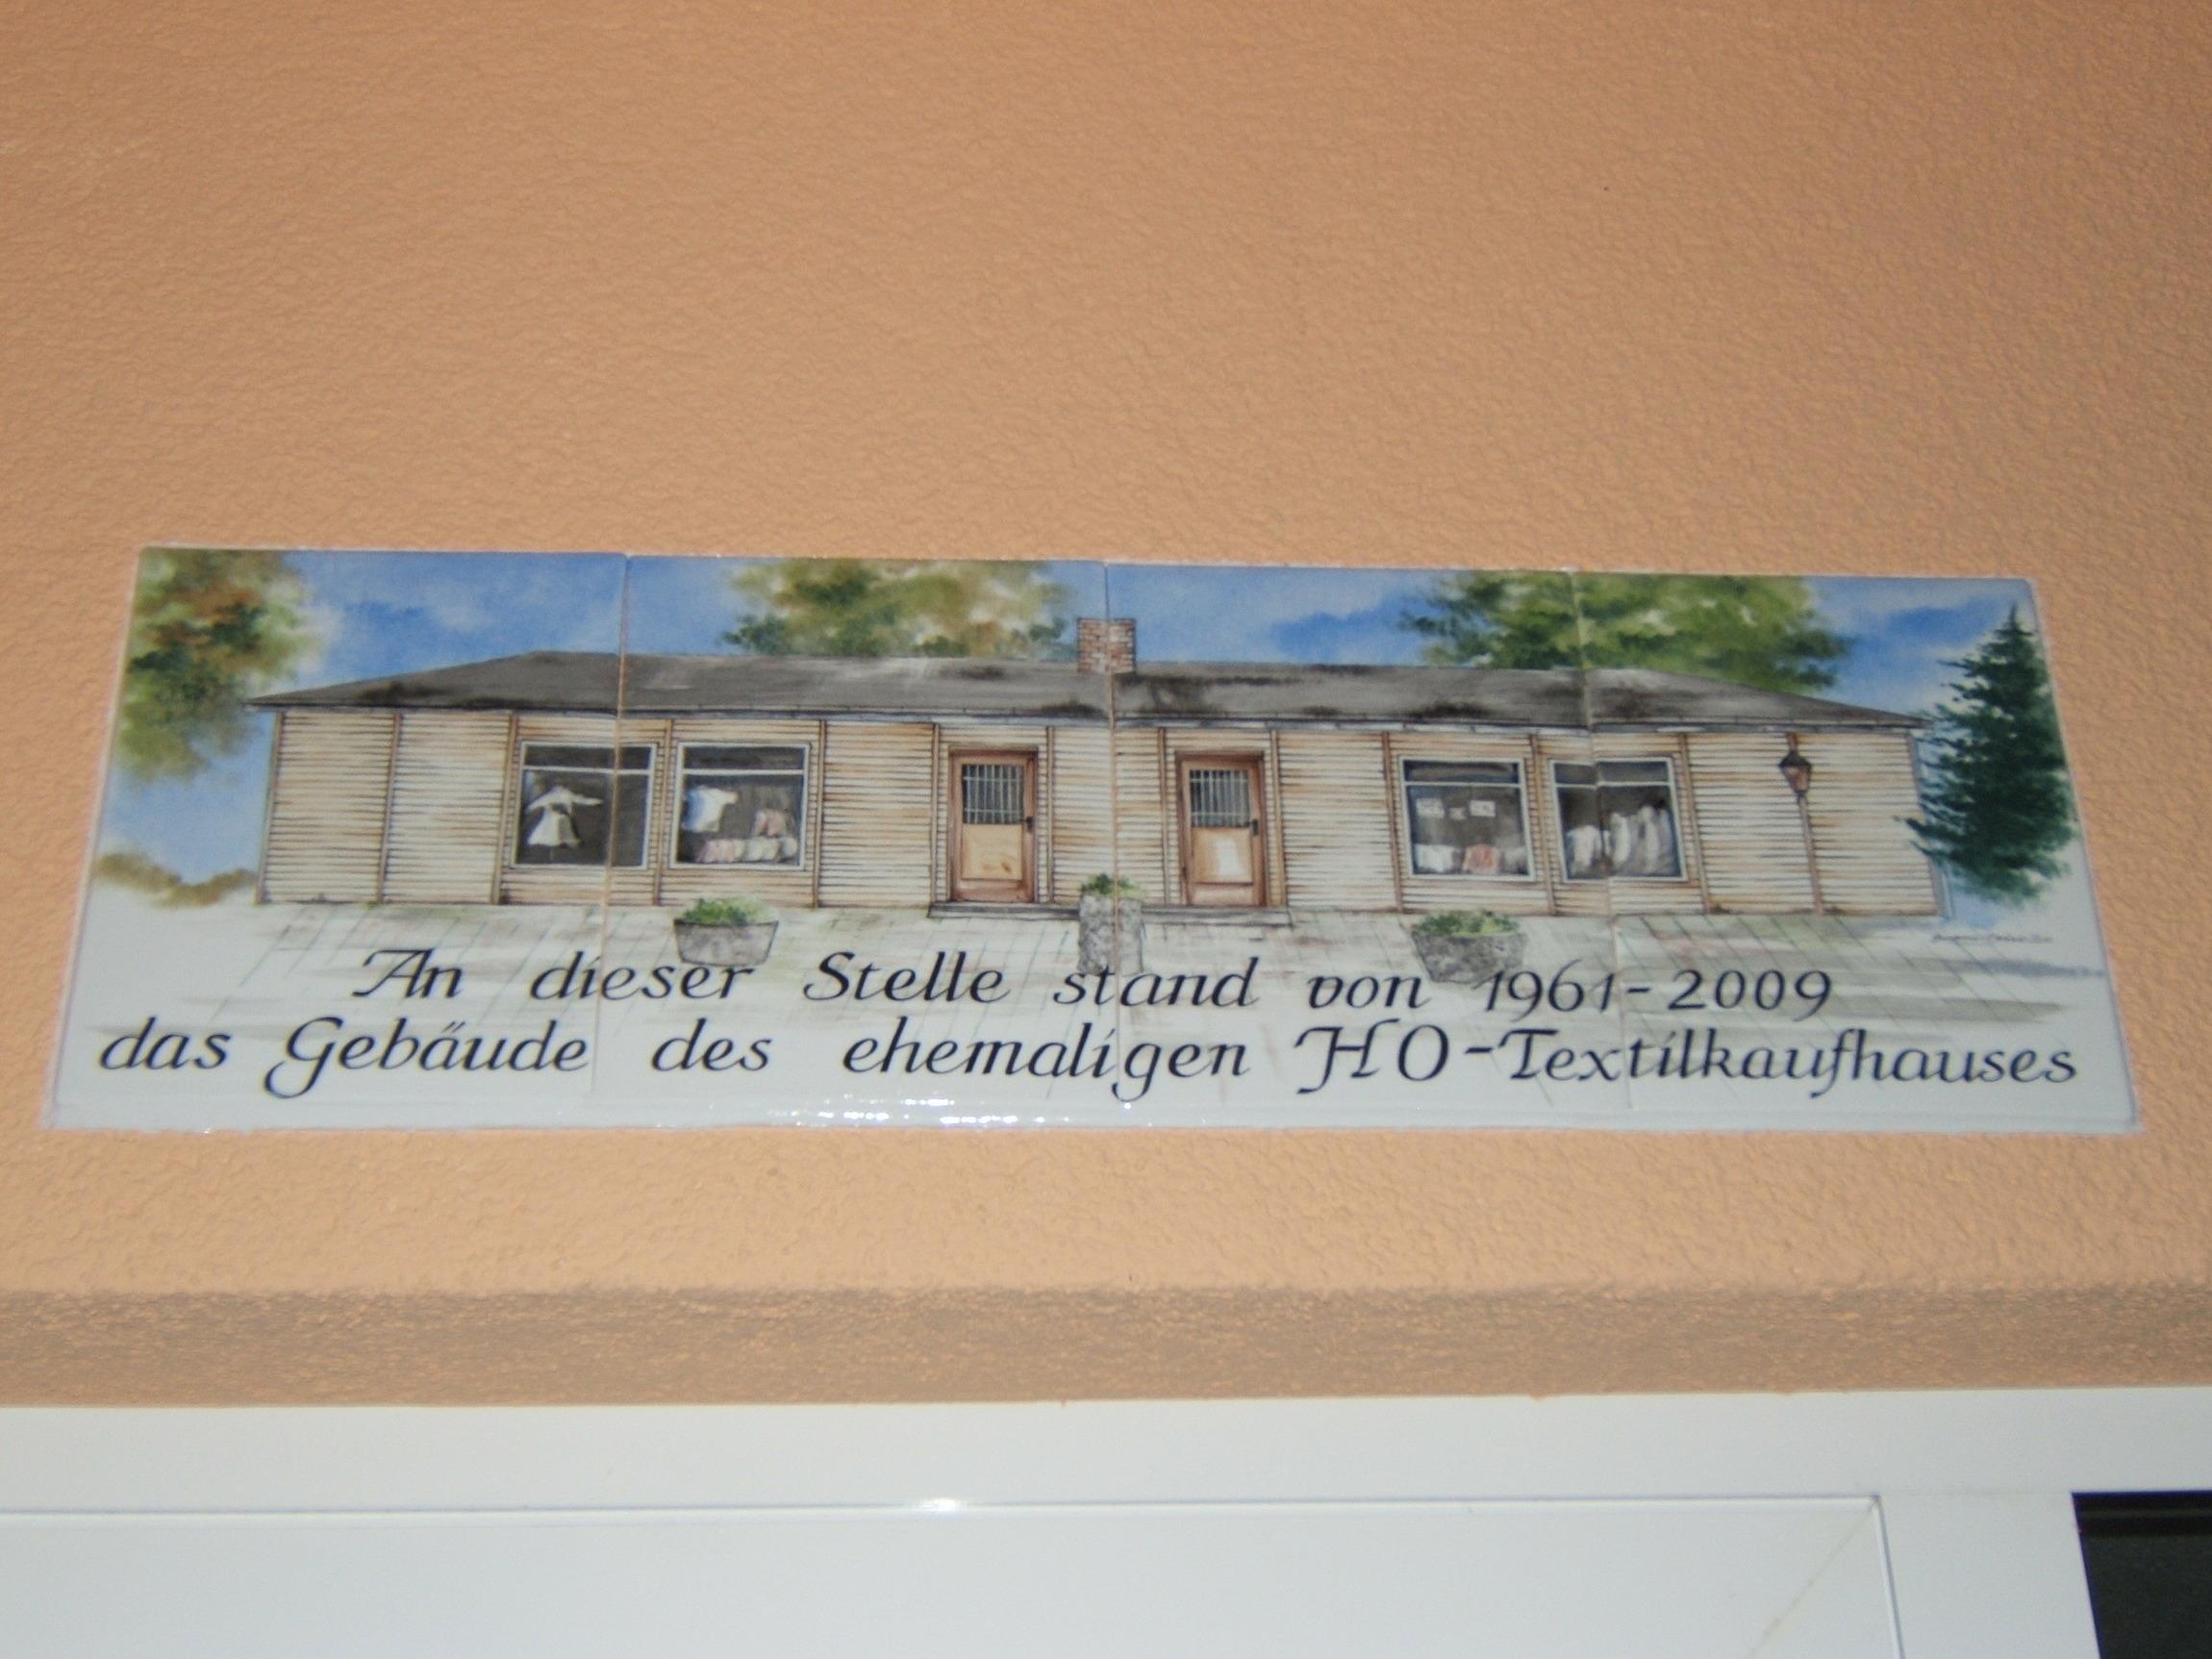 An dieser Stelle stand von 1961-2009
das Gebäude des ehemaligen HO-Textilkaufhauses